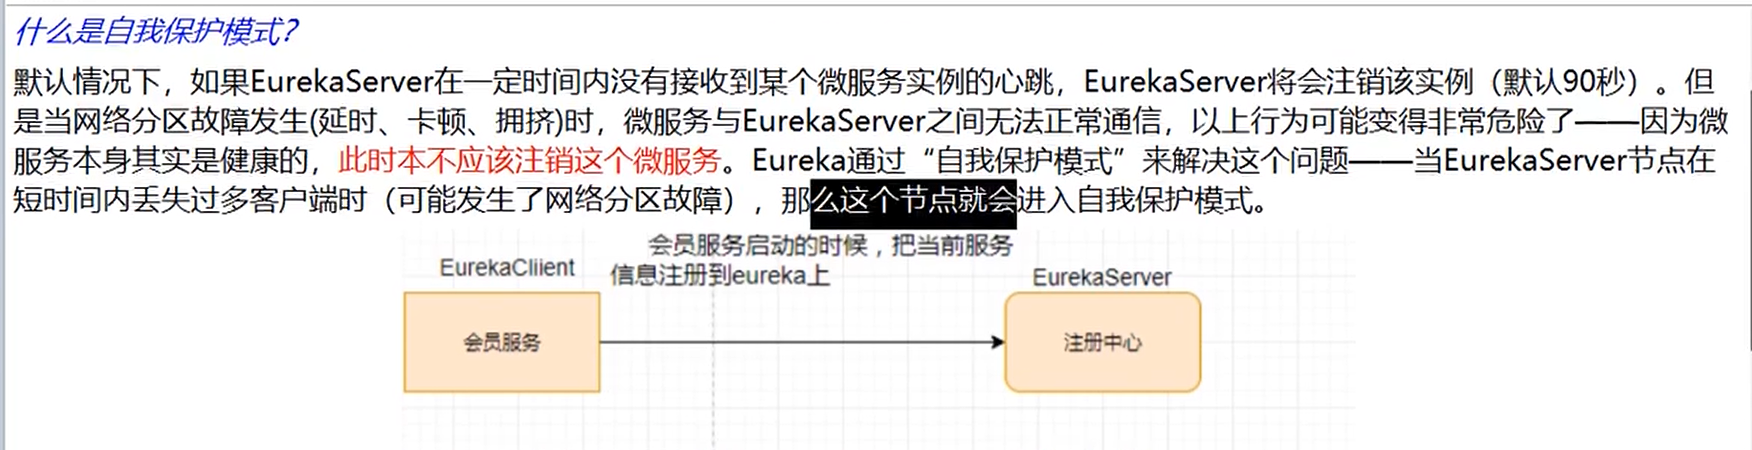 什么是自我保护模式？
默认情况下，如果EurekaServer在一定时间内没有接收到某个微服务实例的心跳，EurekaServer将会注销该实例（默认90秒）。但
是当网络分区故障发生(延时、卡顿、拥挤)时，微服务与EurekaServer之间无法正常通信，以上行为可能变得非常危险了——因为微
服务本身其实是健康的，此时本不应该注销这个微服务。Eureka通过“自我保护模式”来解决这个问题——当EurekaServer节点在
短时间内丢失过多客户端时（可能发生了网络分区故障），那么这个节点就会进入自我保护模式。
会员服务启动的时候，把当前服务
信息注册到eureka上
EurekaCliient
EurekaServer
会员服务
注册中心